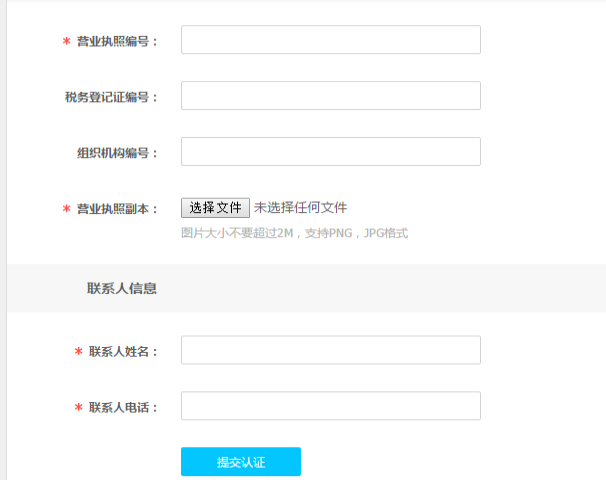 * 营业执照编号：
税务登记证编号：
组织机构编号：
* 营业执照副本： 选择文件 未选择任何文件
图片大小不要超过2M，支持PNG，JPG格式
联系人信息
* 联系人姓名：
* 联系人电话：
提交认证